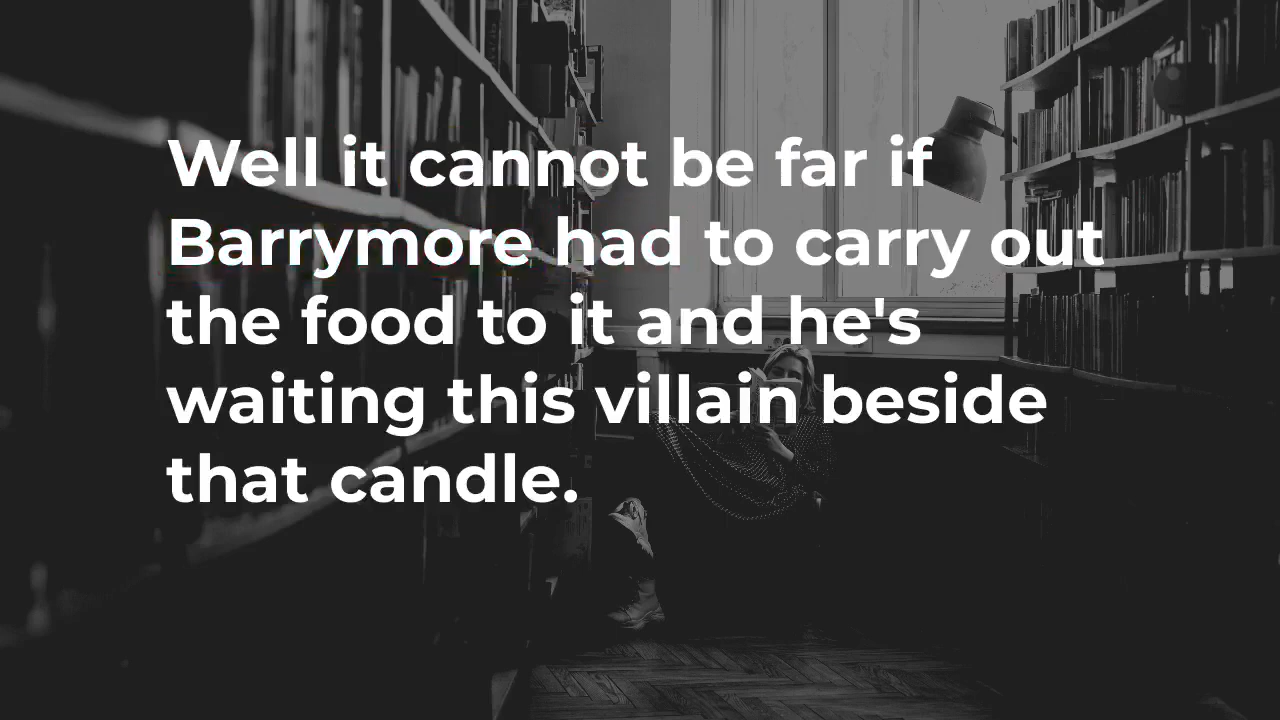 Well it cannot be far if
Barrymore had to carry out
the food to it and he's
waiting this villain beside
that candle.